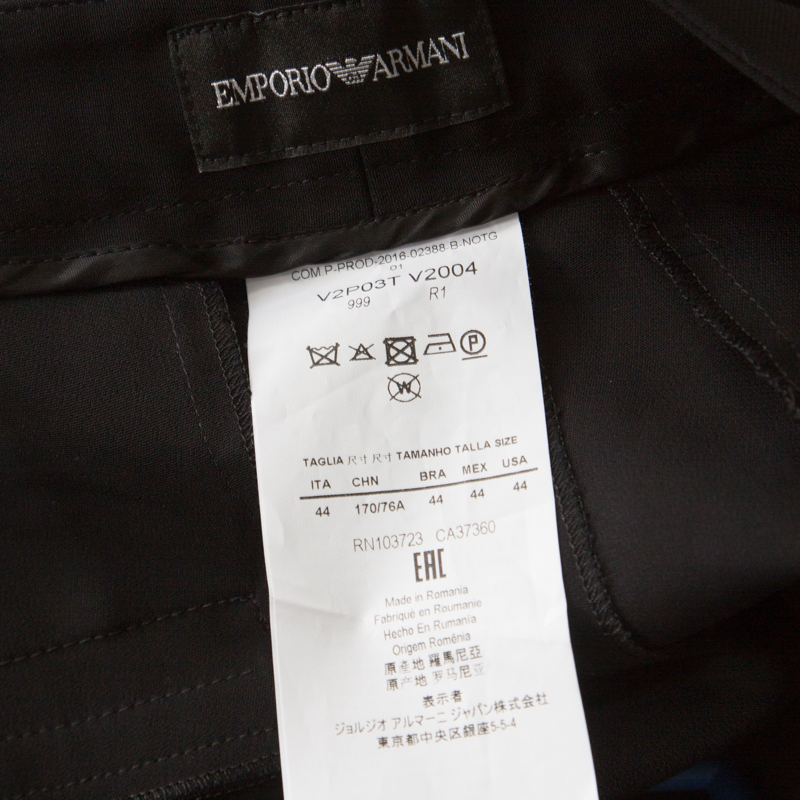 EMPORIO ARMANI
COM.P-PROD-2016-02388-B-NOTG
01
V2P03T V2004
999 R1
P
W
TAGLIA 尺寸 尺寸 TAMANHO TALLA SIZE
ITA CHN BRA MEX USA
44 170/76A 44 44 44
RN103723 CA37360
EAC
Made in Romania
Fabriqué en Roumanie
Hecho En Rumanía
Origem Romênia
原產地 羅馬尼亞
原产地 罗马尼亚
表示者
ジョルジオ アルマーニ ジャパン株式会社
東京都中央区銀座5-5-4